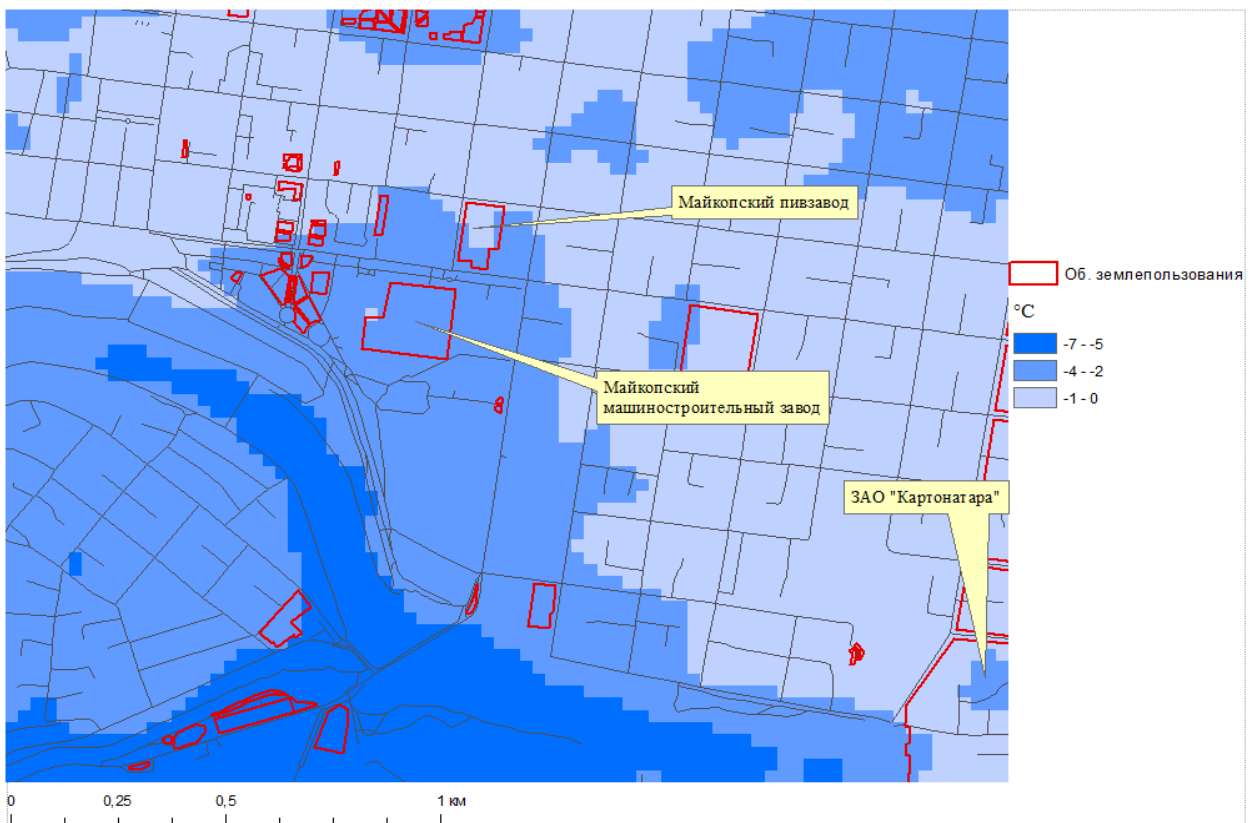 Майкопский пивзавод
Об. землепользования
°C
-7 - -5
-4 - -2
-1 - 0
Майкопский
машиностроительный завод
ЗАО "Картонатара"
0 0,25 0,5 1 км